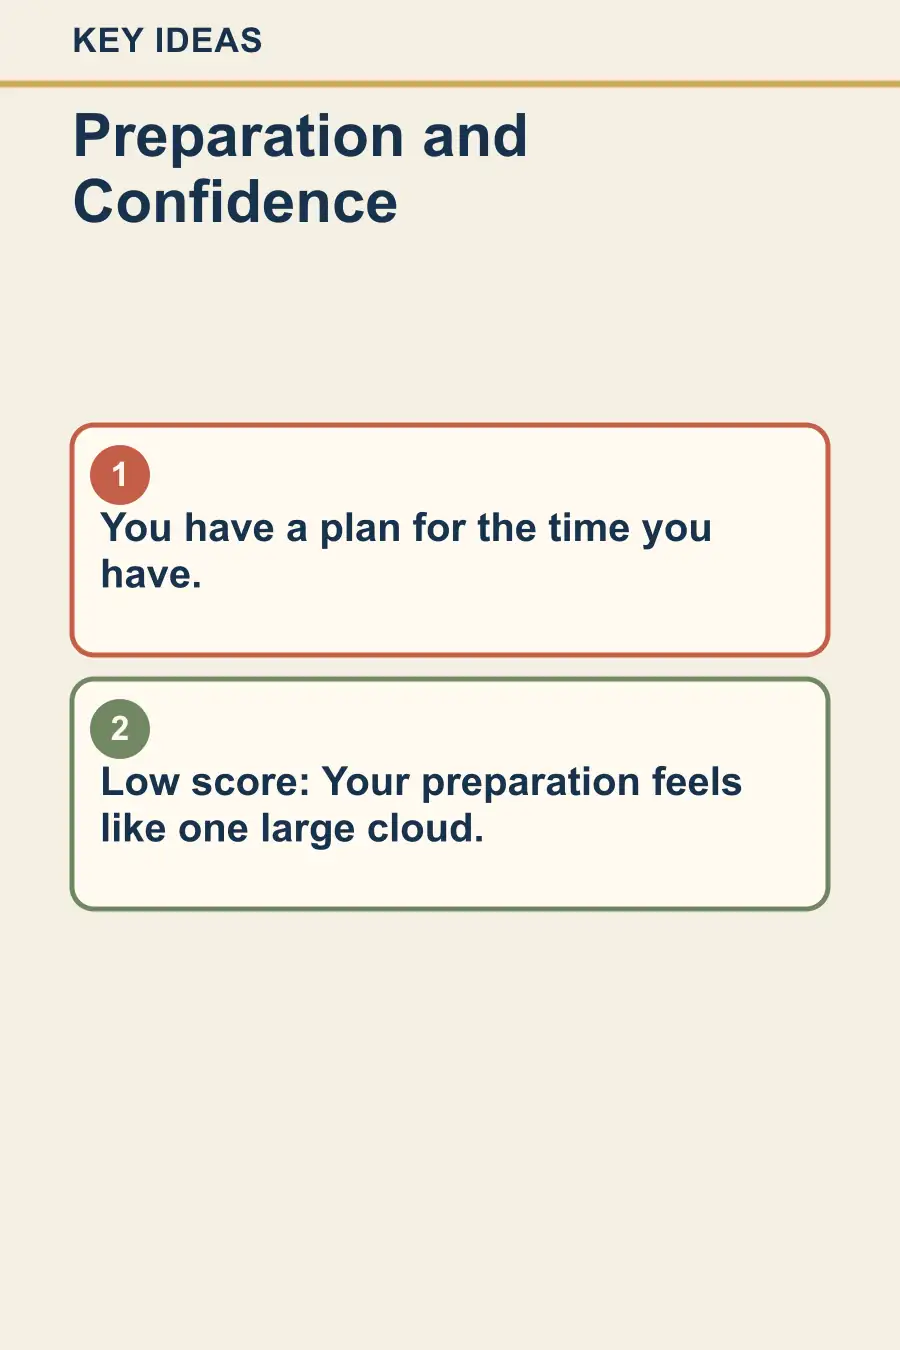 KEY IDEAS
Preparation and
Confidence
1
You have a plan for the time you
have.
2
Low score: Your preparation feels
like one large cloud.